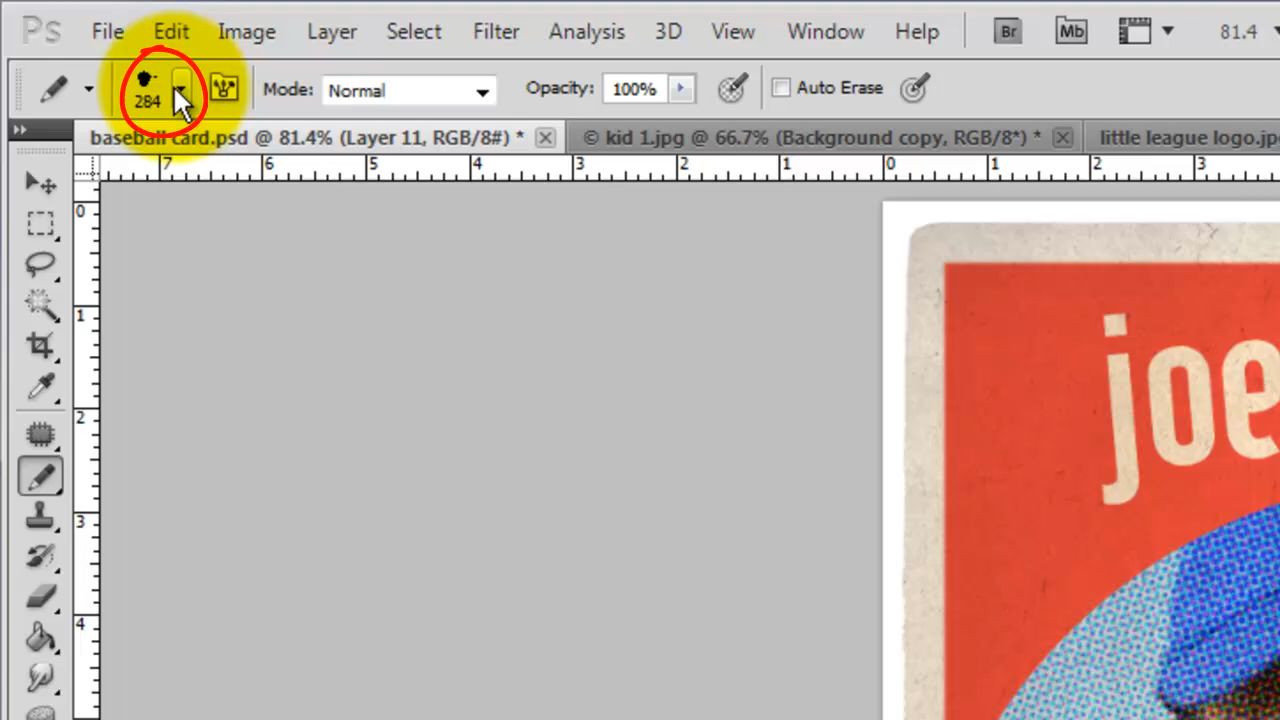 Ps File Edit Image Layer Select Filter Analysis 3D View Window Help Br Mb 81.4
284 Mode: Normal Opacity: 100% Auto Erase
baseball card.psd @ 81.4% (Layer 11, RGB/8#) * © kid 1.jpg @ 66.7% (Background copy, RGB/8*) * little league logo.jp
7 6 5 4 3 2 1 0 1 2 3
0
1
joe
2
3
4